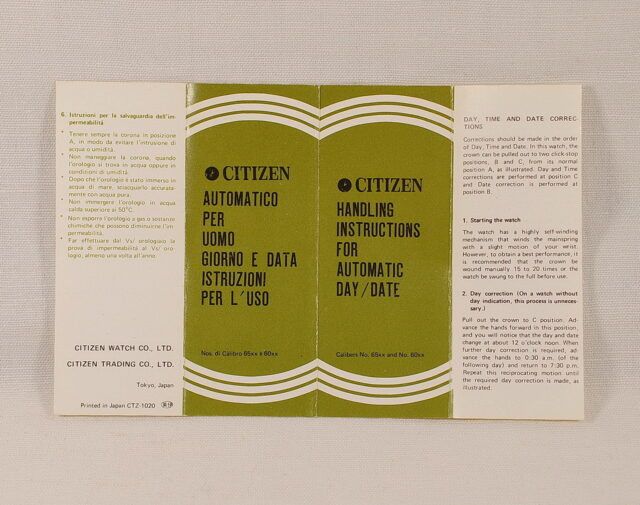 6. Istruzioni per la salvaguardia dell'im-
permeabilità
* Tenere sempre la corona in posizione
A, in modo da evitare l'intrusione di
acqua o umidità.
* Non maneggiare la corona, quando
l'orologio si trova in acqua oppure in
condizioni di umidità.
* Dopo che l'orologio è stato immerso in
acqua di mare, sciacquarlo accurata-
mente con acqua pura.
* Non immergere l'orologio in acqua
calda superiore ai 50°C.
* Non esporre l'orologio a gas o sostanze
chimiche che possono diminuirne l'im-
permeabilità.
* Far effettuare dal Vs/ orologiaio la
prova di impermeabilità al Vs/ oro-
logio, almeno una volta all'anno.
CITIZEN WATCH CO., LTD.
CITIZEN TRADING CO., LTD.
Tokyo, Japan
Printed in Japan CTZ-1020
CITIZEN
AUTOMATICO
PER
UOMO
GIORNO E DATA
ISTRUZIONI
PER L'USO
Nos. di Calibro 65xx è 60xx
CITIZEN
HANDLING
INSTRUCTIONS
FOR
AUTOMATIC
DAY/DATE
Calibers No. 65xx and No. 60xx
DAY, TIME AND DATE CORREC-
TIONS
Corrections should be made in the order
of Day, Time and Date. In this watch, the
crown can be pulled out to two click-stop
positions, B and C, from its normal
position A, as illustrated. Day and Time
corrections are performed at position C
and Date correction is performed at
position B.
1. Starting the watch
The watch has a highly self-winding
mechanism that winds the mainspring
with a slight motion of your wrist.
However, to obtain a best performance, it
is recommended that the crown be
wound manually 15 to 20 times or the
watch be swung to the full before use.
2. Day correction (On a watch without
day indication, this process is unneces-
sary.)
Pull out the crown to C position. Ad-
vance the hands forward in this position,
and you will notice that the day and date
change at about 12 o'clock noon. When
further day correction is required, ad-
vance the hands to 0:30 a.m. (of the
following day) and return to 7:30 p.m.
Repeat this reciprocating motion until
the required day correction is made, as
illustrated.